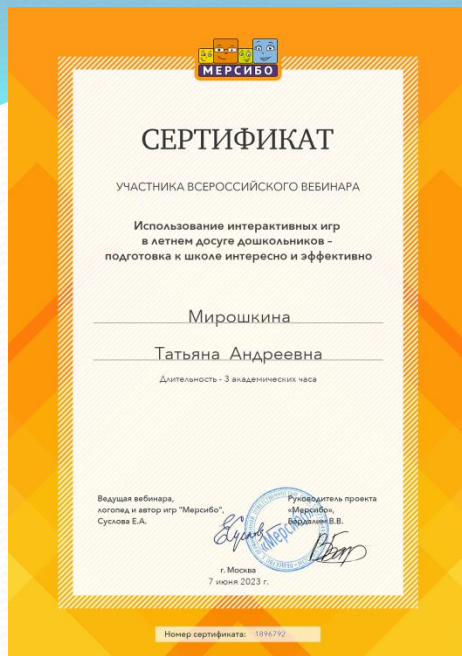 МЕРСИБО
СЕРТИФИКАТ
УЧАСТНИКА ВСЕРОССИЙСКОГО ВЕБИНАРА
Использование интерактивных игр
в летнем досуге дошкольников –
подготовка к школе интересно и эффективно
Мирошкина
Татьяна Андреевна
Длительность - 3 академических часа
Ведущая вебинара,
логопед и автор игр "Мерсибо",
Суслова Е.А.
Руководитель проекта
«Мерсибо»,
В.В.
«Мерсибо»
г. Москва
7 июня 2023 г.
Номер сертификата: 1896792